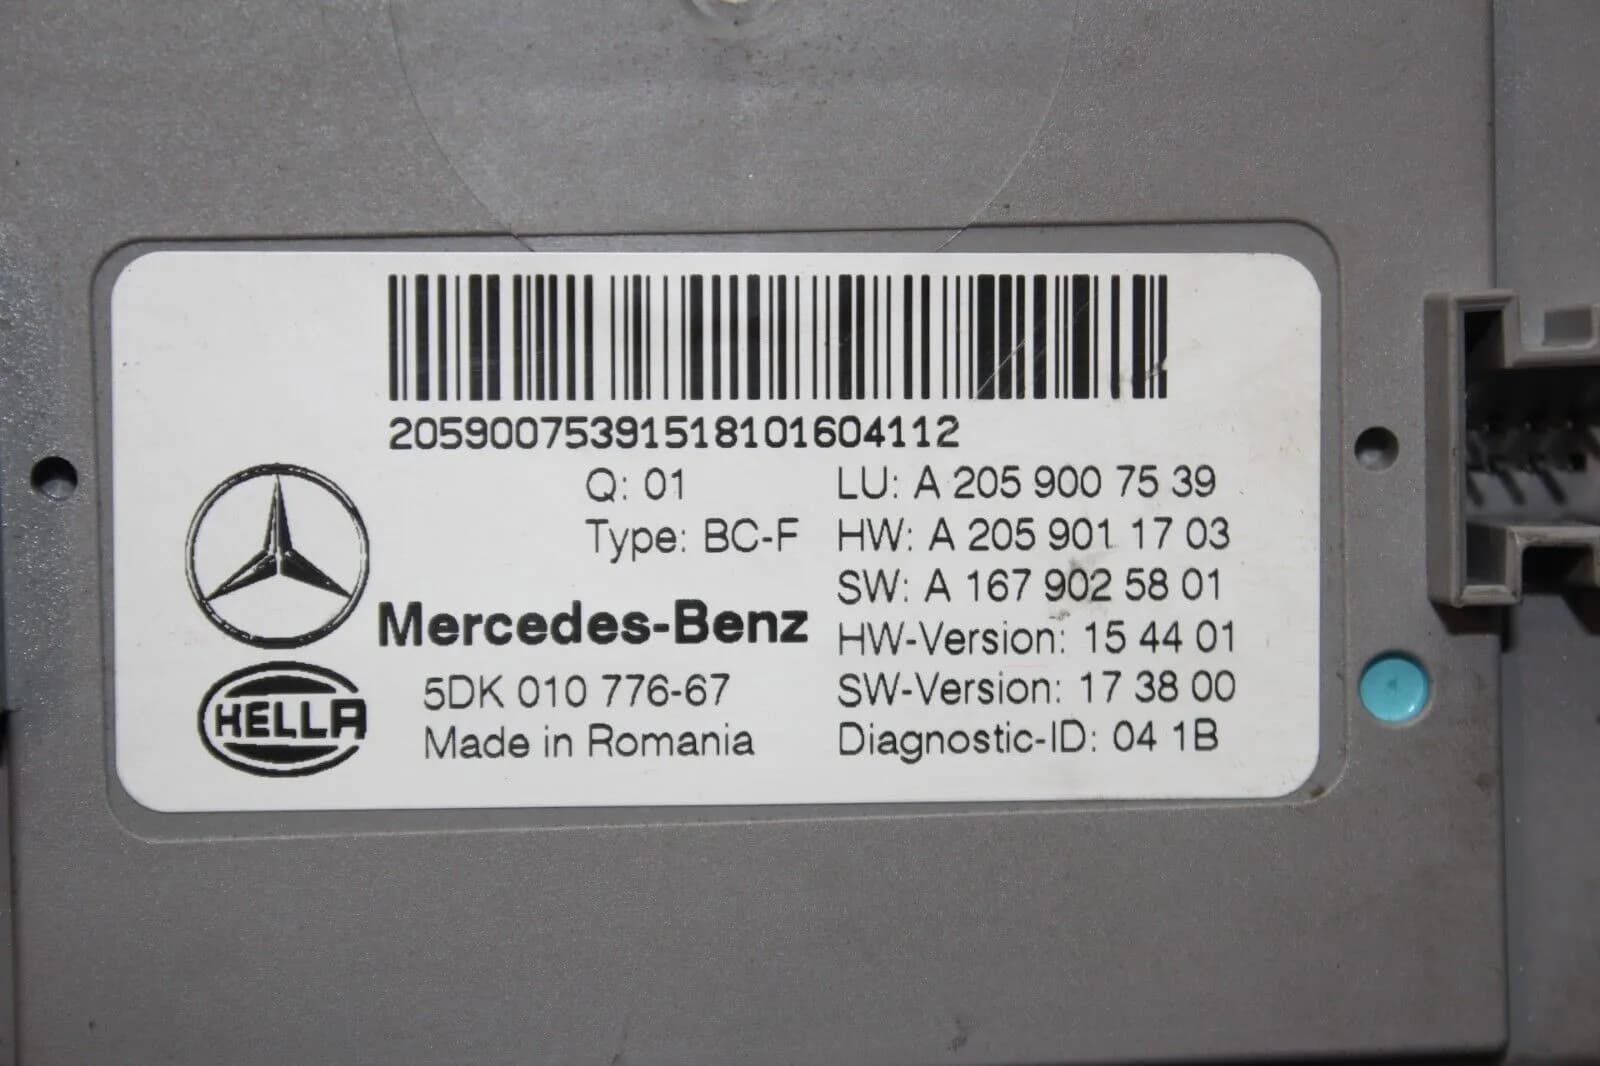 20590075391518101604112
Q: 01
LU: A 205 900 75 39
Type: BC-F
HW: A 205 901 17 03
SW: A 167 902 58 01
Mercedes-Benz
HW-Version: 15 44 01
5DK 010 776-67
SW-Version: 17 38 00
HELLA
Made in Romania
Diagnostic-ID: 04 1B